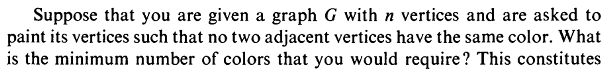 Suppose that you are given a graph G with n vertices and are asked to
paint its vertices such that no two adjacent vertices have the same color. What
is the minimum number of colors that you would require? This constitutes